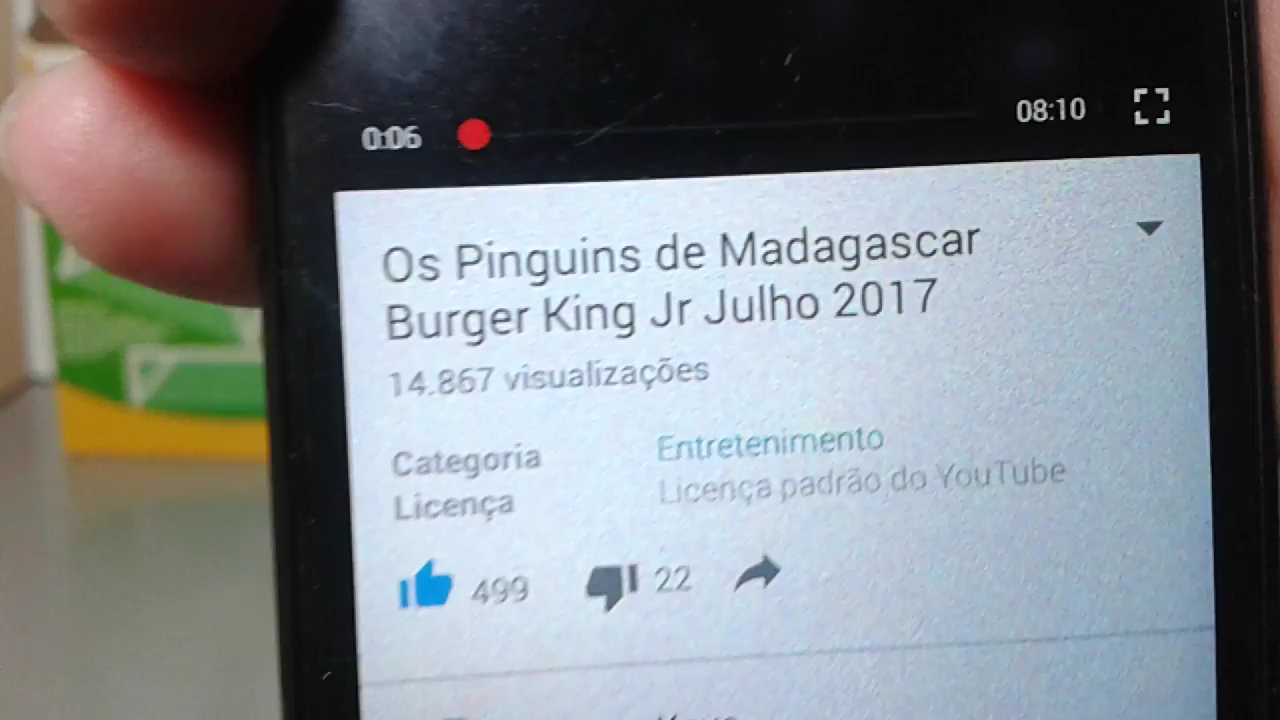 0:06 08:10
Os Pinguins de Madagascar
Burger King Jr Julho 2017
14.867 visualizações
Categoria Entretenimento
Licença Licença padrão do YouTube
499 22